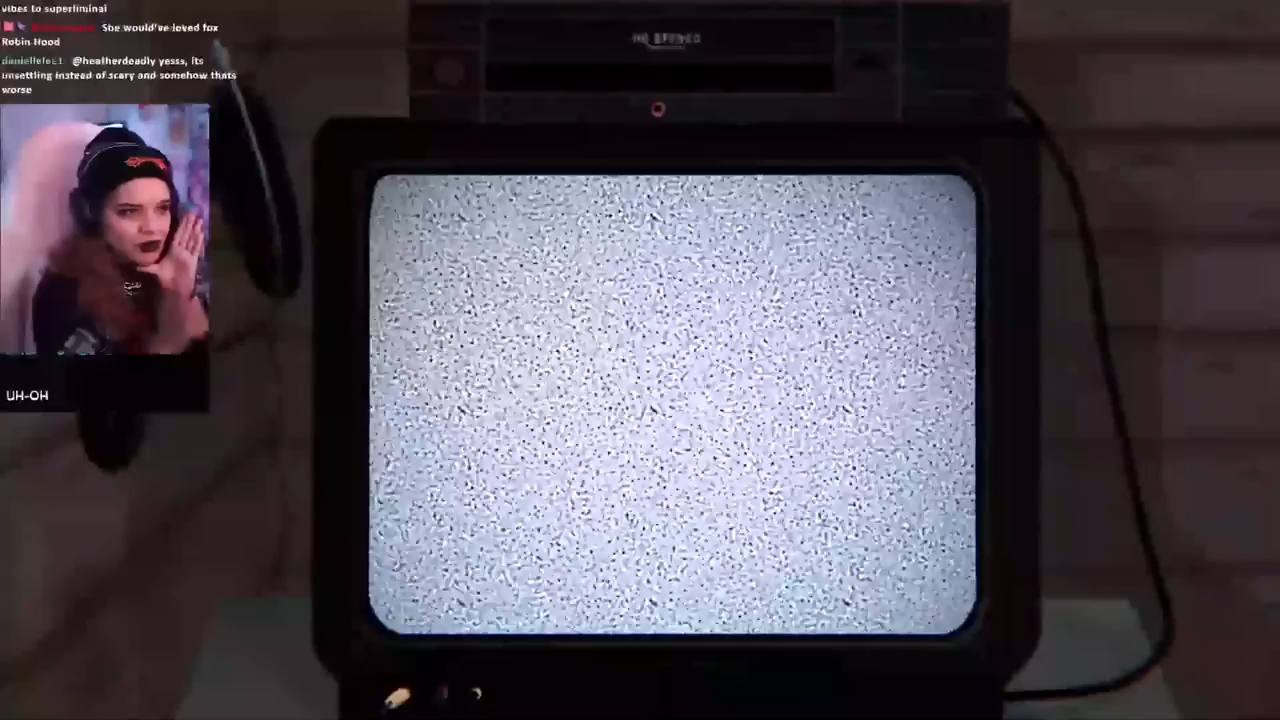 vibes to superliminal
She would've loved fox
Robin Hood
@heatherdeadly yesss, its
unsettling instead of scary and somehow thats
worse
UH-OH